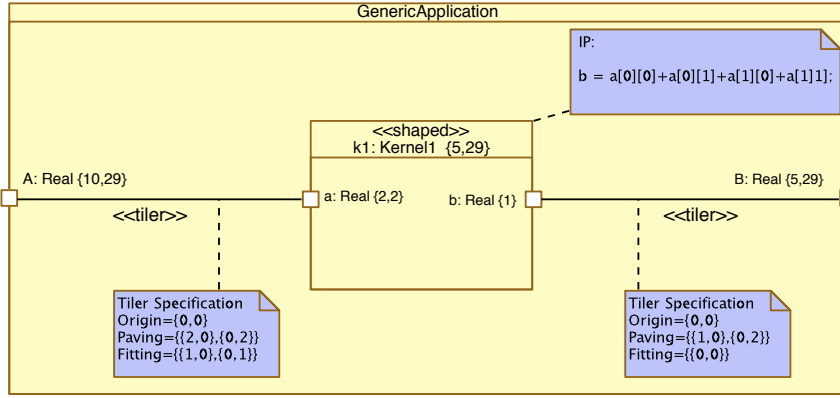 GenericApplication
IP:
b = a[0][0]+a[0][1]+a[1][0]+a[1]1];
<<shaped>>
k1: Kernel1 {5,29}
A: Real {10,29}
B: Real {5,29}
a: Real {2,2}
b: Real {1}
<<tiler>>
<<tiler>>
Tiler Specification
Origin={0,0}
Paving={{2,0},{0,2}}
Fitting={{1,0},{0,1}}
Tiler Specification
Origin={0,0}
Paving={{1,0},{0,2}}
Fitting={{0,0}}